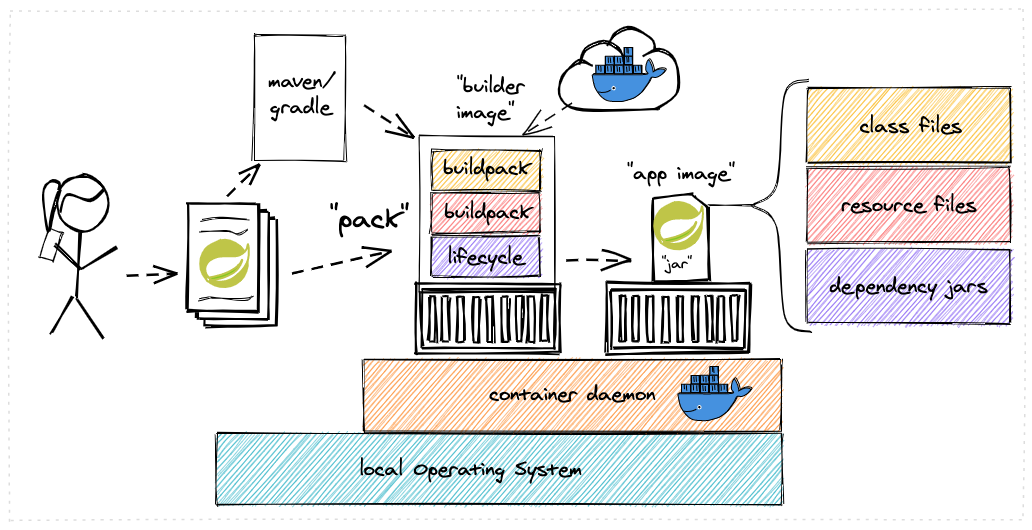 maven/
gradle
"builder
image"
buildpack
buildpack
lifecycle
"pack"
"app image"
"jar"
class files
resource files
dependency jars
container daemon
local Operating System